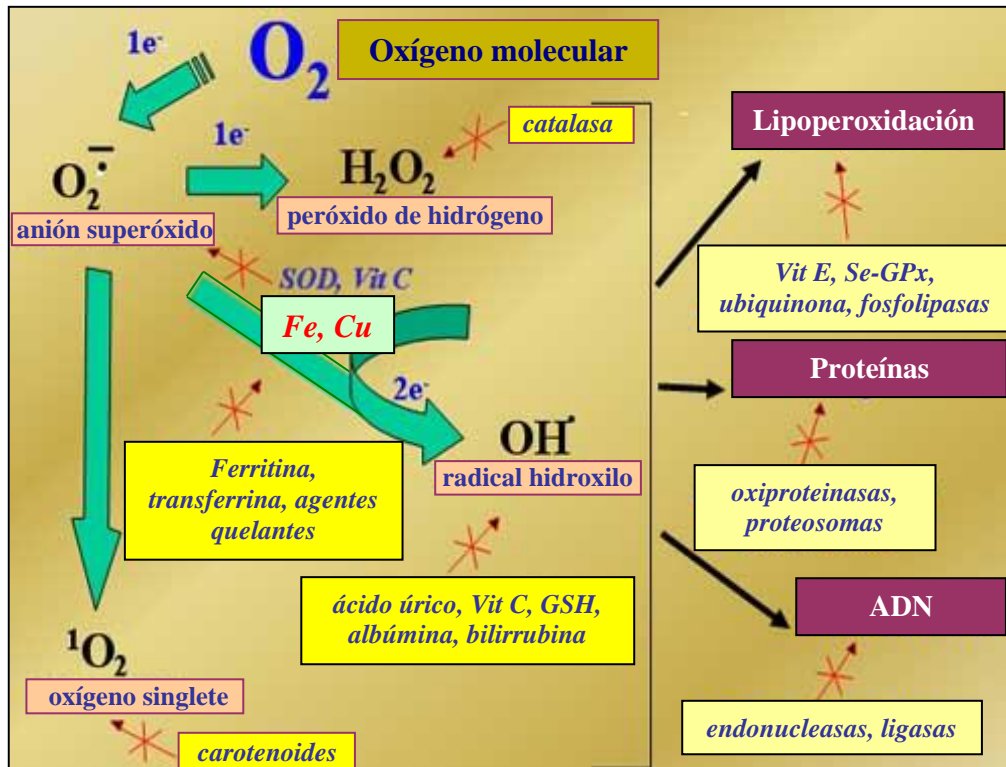 1e-
O2
Oxígeno molecular
catalasa
Lipoperoxidación
1e-
O2•̅
H2O2
anión superóxido
peróxido de hidrógeno
SOD, Vit C
Vit E, Se-GPx,
ubiquinona, fosfolipasas
Fe, Cu
Proteínas
2e-
OH•
radical hidroxilo
Ferritina,
transferrina, agentes
quelantes
oxiproteinasas,
proteosomas
ácido úrico, Vit C, GSH,
albúmina, bilirrubina
ADN
1O2
oxígeno singlete
carotenoides
endonucleasas, ligasas